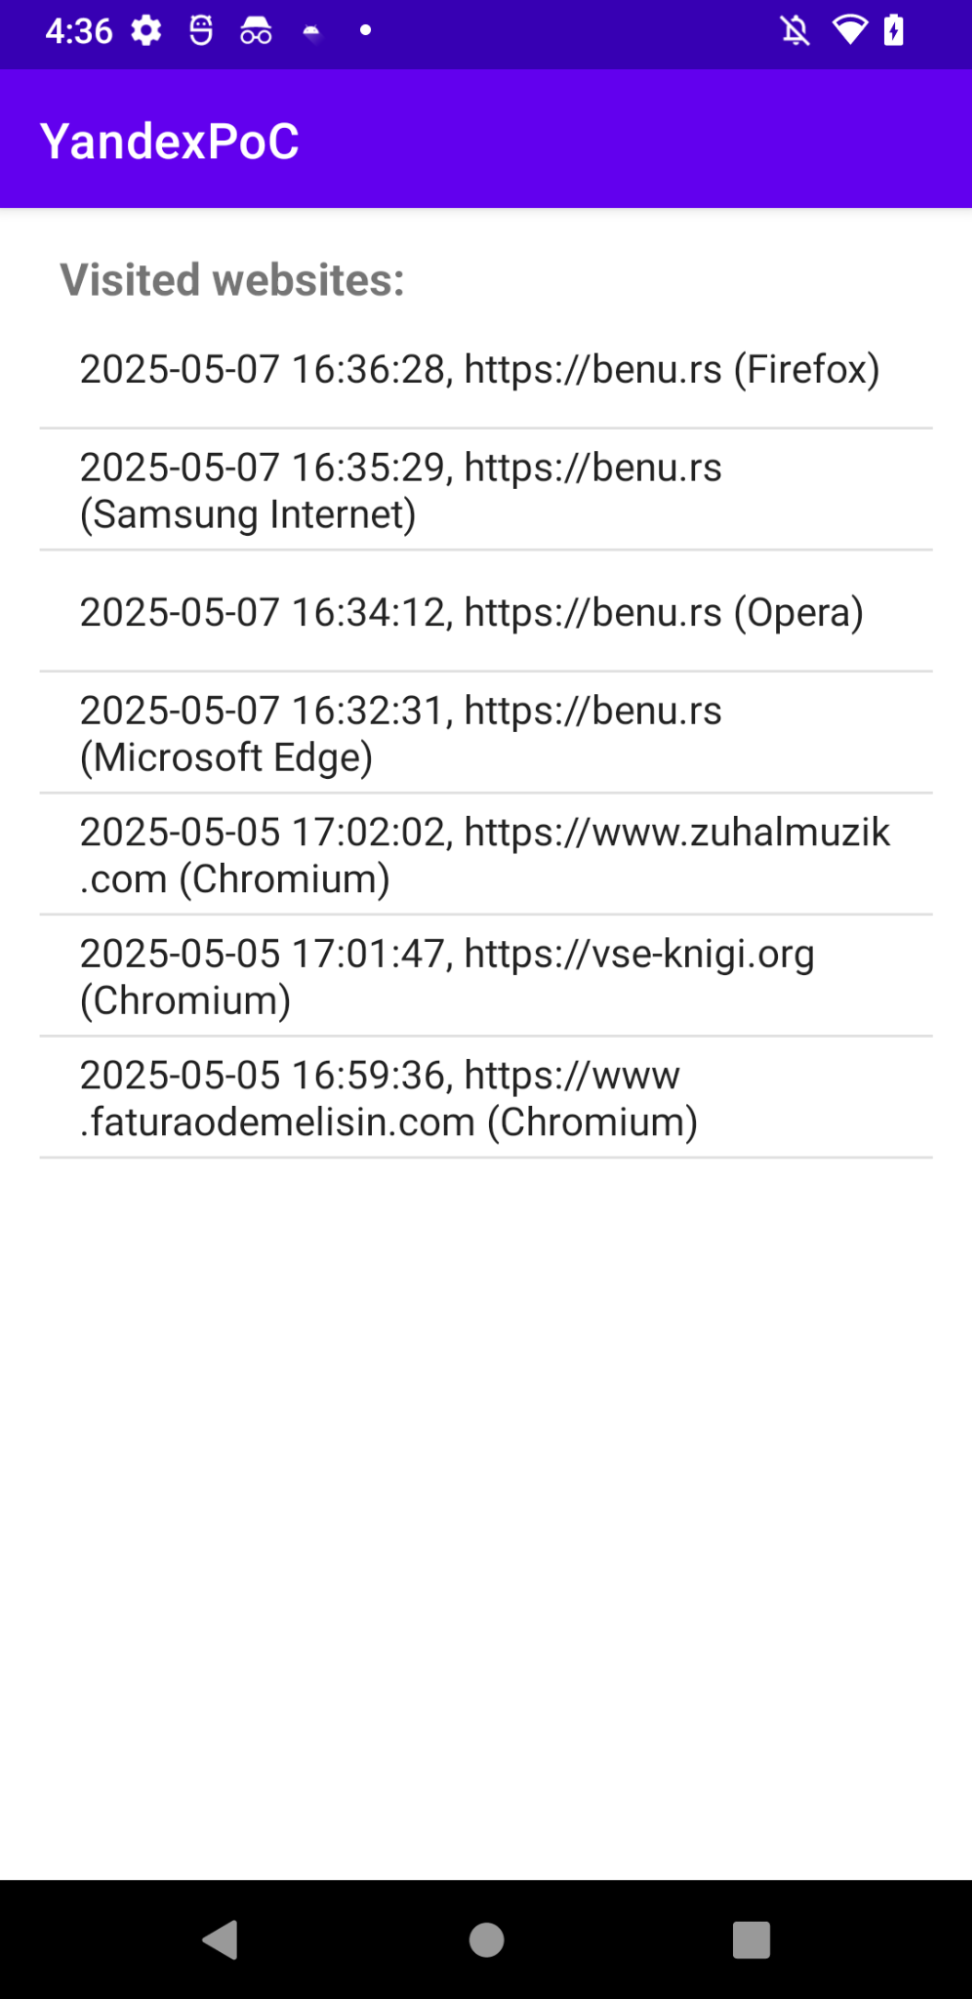 4:36
YandexPoC
Visited websites:
2025-05-07 16:36:28, https://benu.rs (Firefox)
2025-05-07 16:35:29, https://benu.rs
(Samsung Internet)
2025-05-07 16:34:12, https://benu.rs (Opera)
2025-05-07 16:32:31, https://benu.rs
(Microsoft Edge)
2025-05-05 17:02:02, https://www.zuhalmuzik
.com (Chromium)
2025-05-05 17:01:47, https://vse-knigi.org
(Chromium)
2025-05-05 16:59:36, https://www
.faturaodemelisin.com (Chromium)